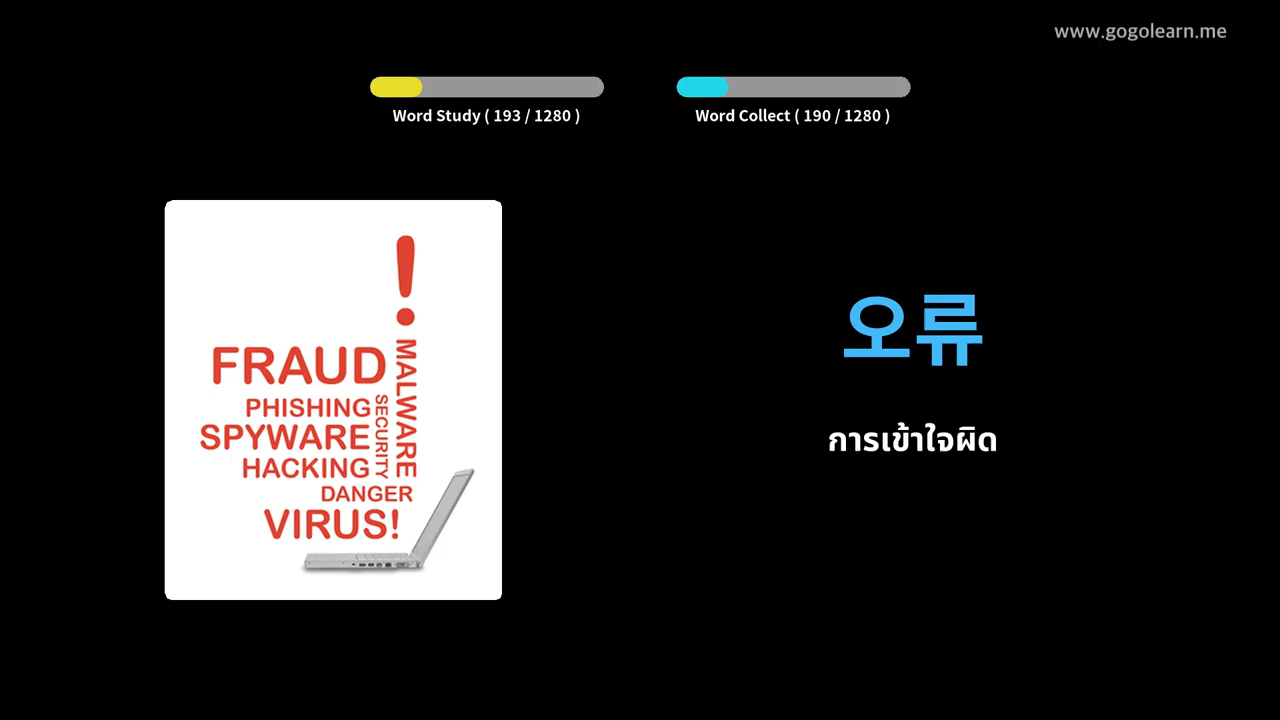 www.gogolearn.me
Word Study ( 193 / 1280 )
Word Collect ( 190 / 1280 )
!
FRAUD
MALWARE
PHISHING
SECURITY
SPYWARE
HACKING
DANGER
VIRUS!
오류
การเข้าใจผิด